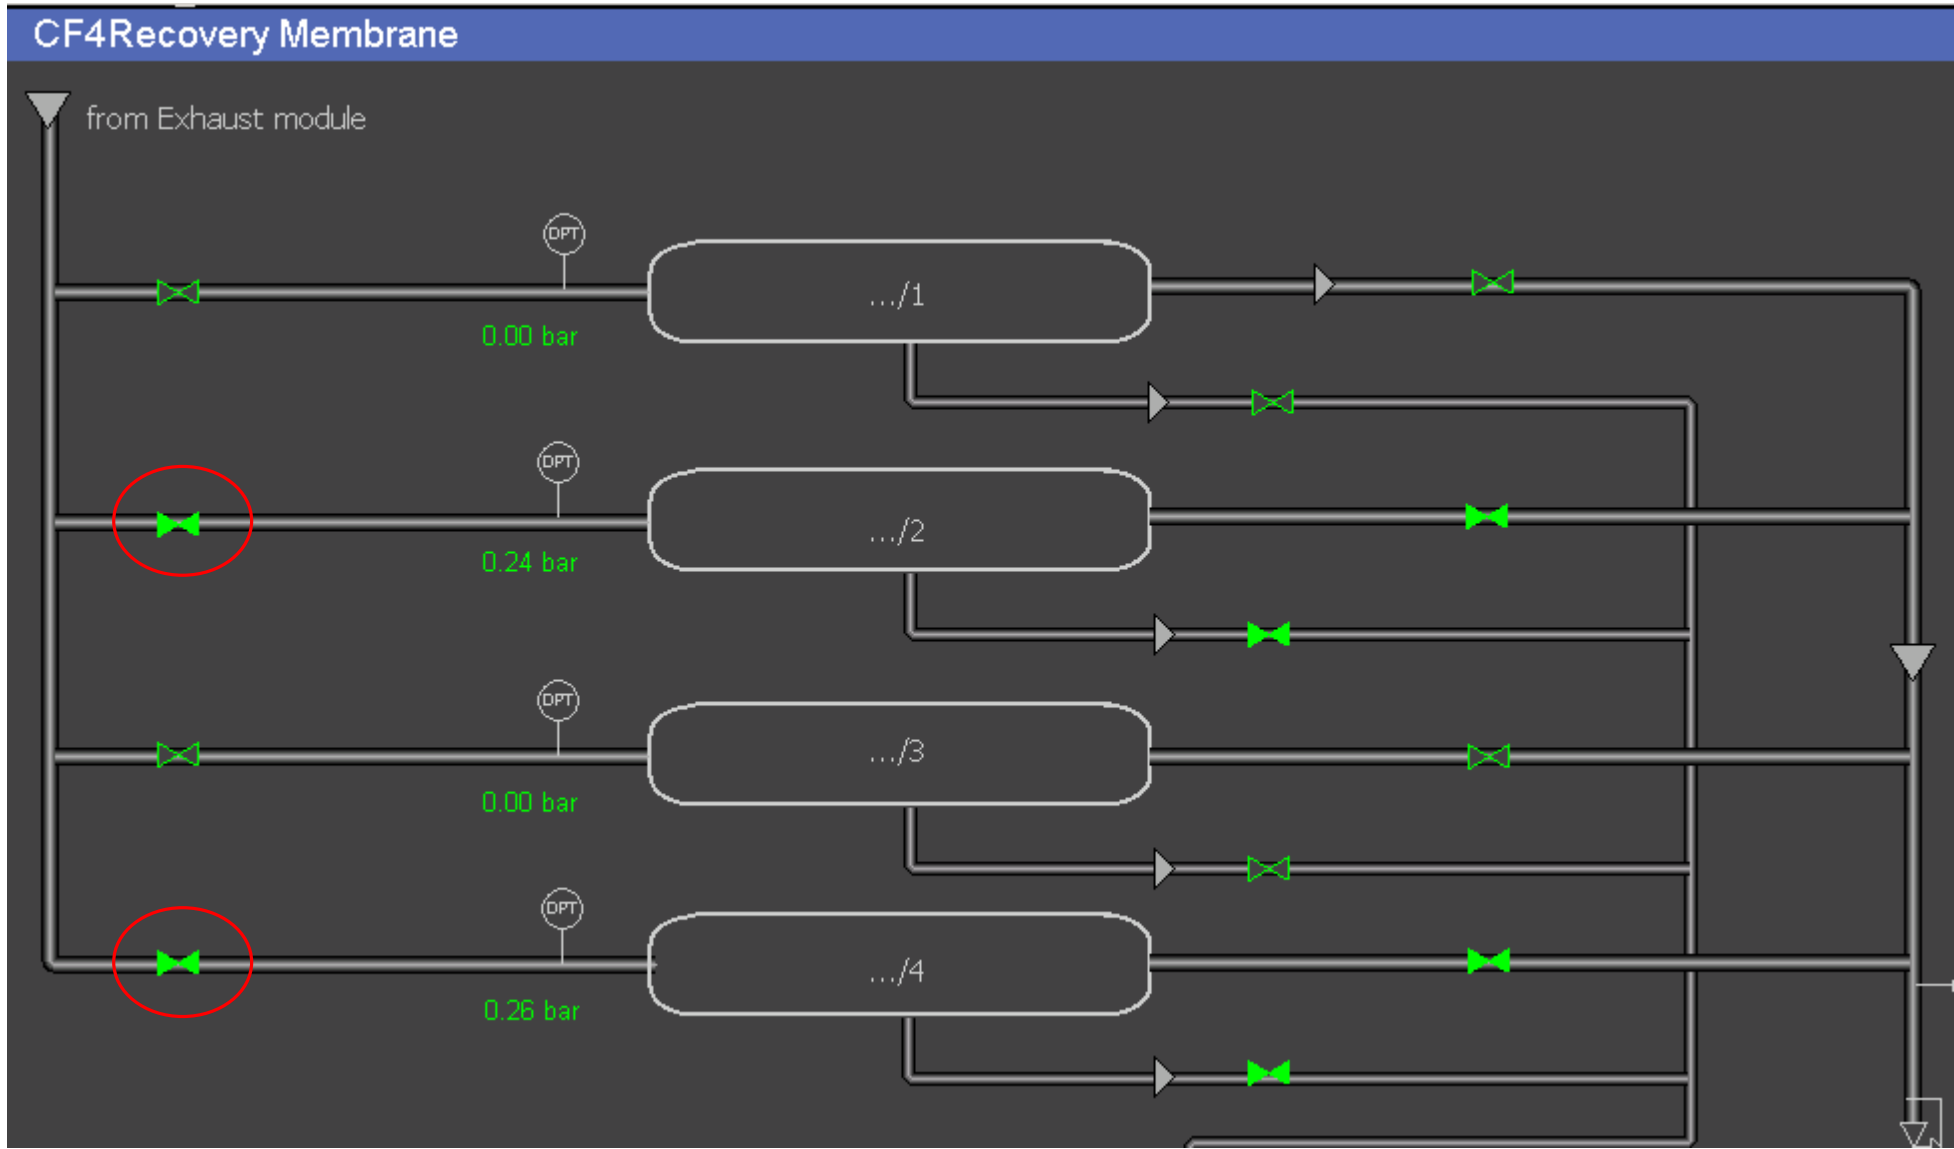 CF4Recovery Membrane
from Exhaust module
DPT
.../1
0.00 bar
DPT
.../2
0.24 bar
DPT
.../3
0.00 bar
DPT
.../4
0.26 bar